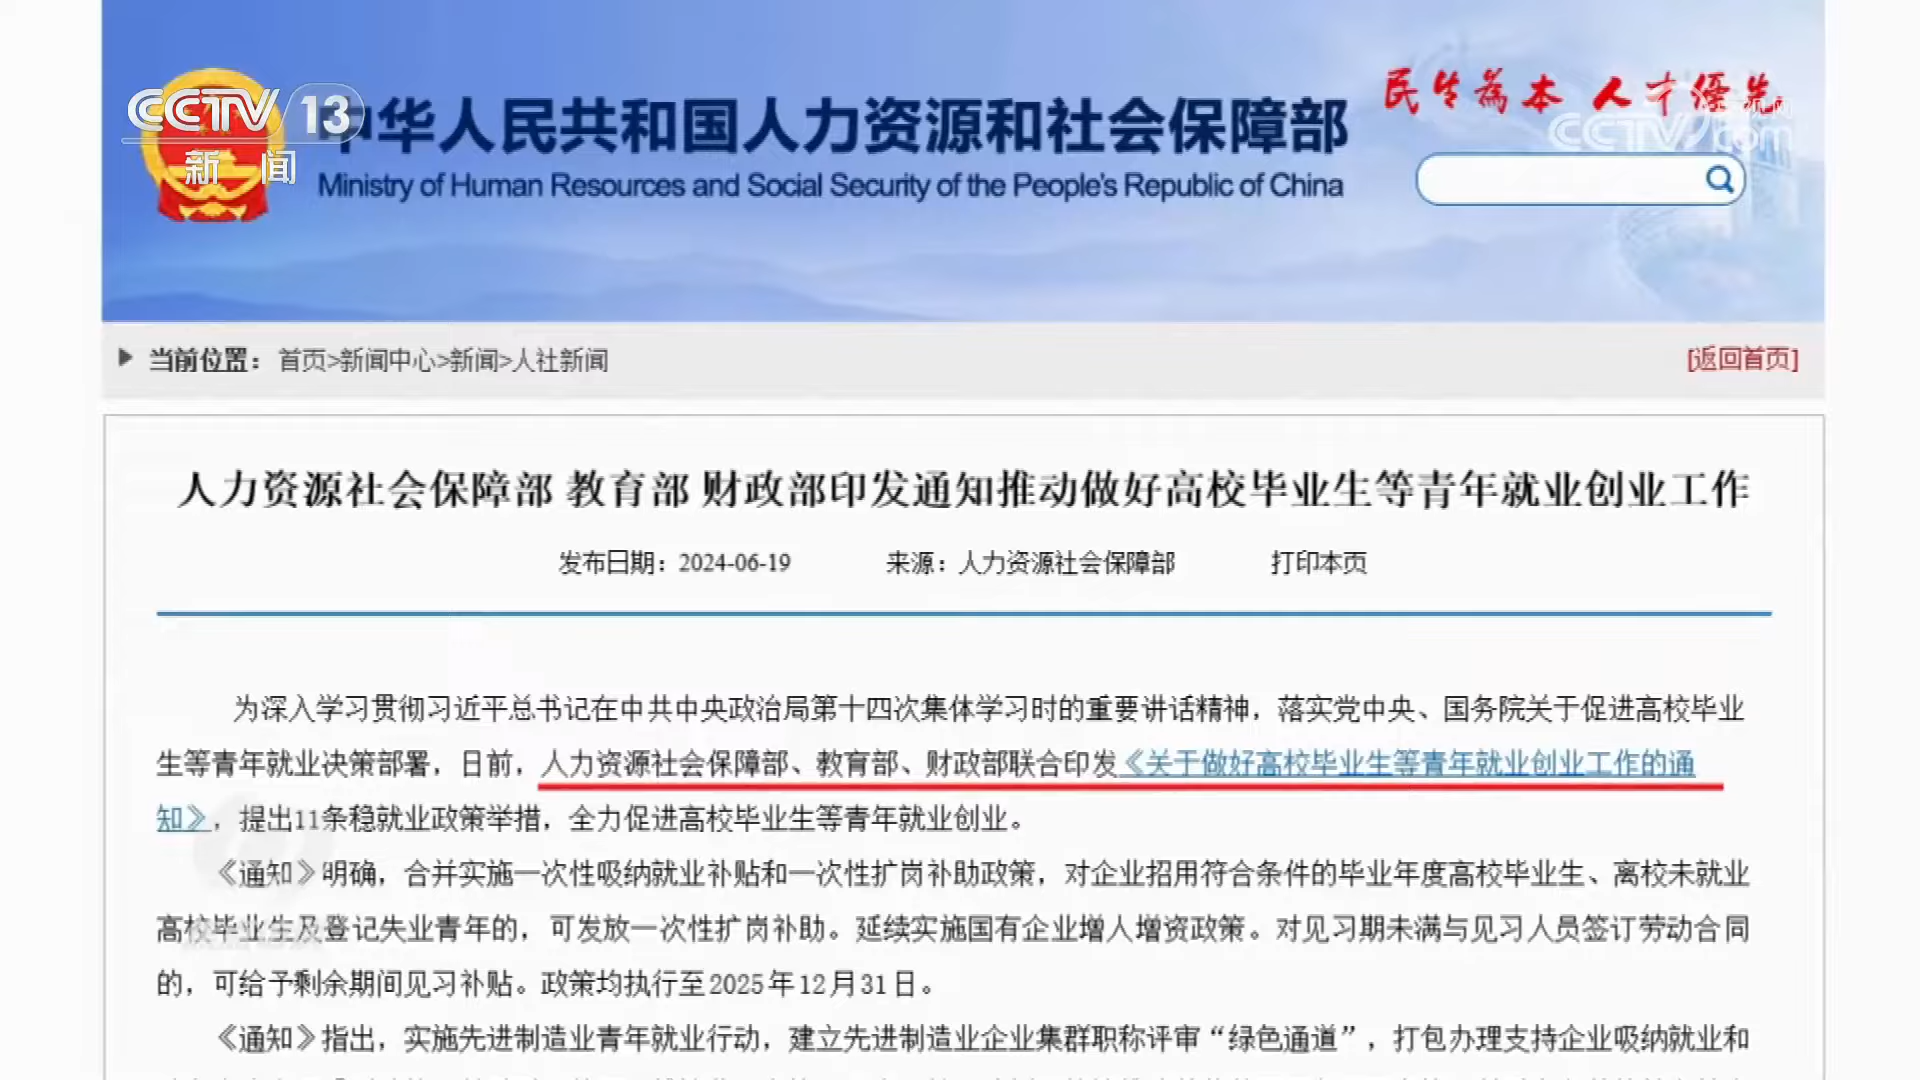 中华人民共和国人力资源和社会保障部
民生为本 人才优先
CCTV 13
CCTV com
新闻
Ministry of Human Resources and Social Security of the People's Republic of China
当前位置：首页>新闻中心>新闻>人社新闻
[返回首页]
人力资源社会保障部 教育部 财政部印发通知推动做好高校毕业生等青年就业创业工作
发布日期：2024-06-19 来源：人力资源社会保障部 打印本页
为深入学习贯彻习近平总书记在中共中央政治局第十四次集体学习时的重要讲话精神，落实党中央、国务院关于促进高校毕业
生等青年就业决策部署，日前，人力资源社会保障部、教育部、财政部联合印发《关于做好高校毕业生等青年就业创业工作的通
知》，提出11条稳就业政策举措，全力促进高校毕业生等青年就业创业。
《通知》明确，合并实施一次性吸纳就业补贴和一次性扩岗补助政策，对企业招用符合条件的毕业年度高校毕业生、离校未就业
高校毕业生及登记失业青年的，可发放一次性扩岗补助。延续实施国有企业增人增资政策。对见习期未满与见习人员签订劳动合同
的，可给予剩余期间见习补贴。政策均执行至2025年12月31日。
《通知》指出，实施先进制造业青年就业行动，建立先进制造业企业集群职称评审“绿色通道”，打包办理支持企业吸纳就业和